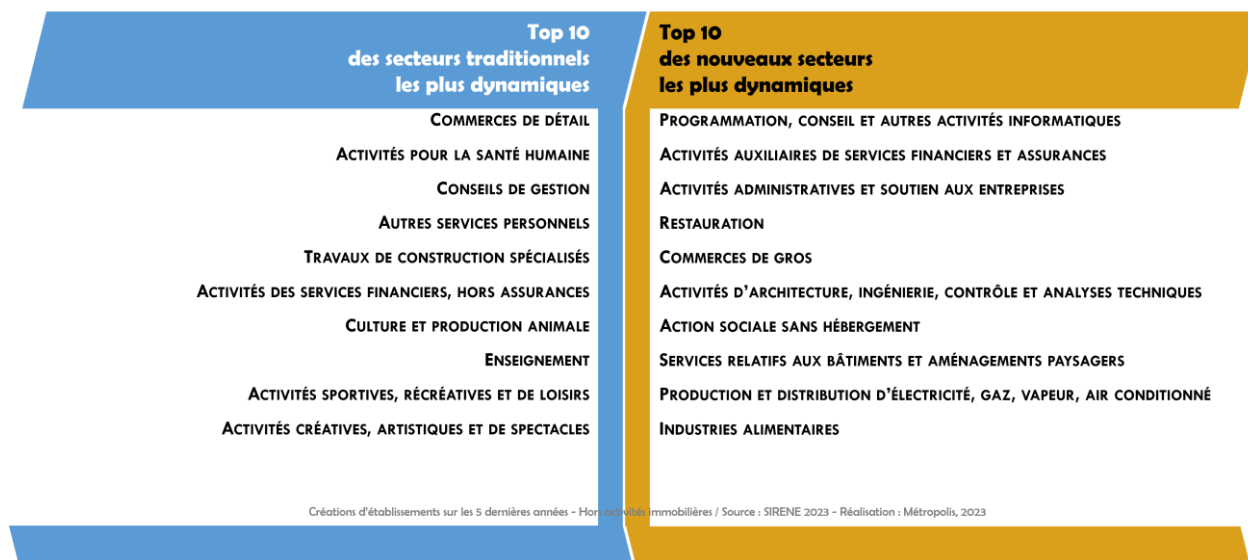 Top 10
des secteurs traditionnels
les plus dynamiques
Commerces de détail
Activités pour la santé humaine
Conseils de gestion
Autres services personnels
Travaux de construction spécialisés
Activités des services financiers, hors assurances
Culture et production animale
Enseignement
Activités sportives, récréatives et de loisirs
Activités créatives, artistiques et de spectacles
Top 10
des nouveaux secteurs
les plus dynamiques
Programmation, conseil et autres activités informatiques
Activités auxiliaires de services financiers et assurances
Activités administratives et soutien aux entreprises
Restauration
Commerces de gros
Activités d'architecture, ingénierie, contrôle et analyses techniques
Action sociale sans hébergement
Services relatifs aux bâtiments et aménagements paysagers
Production et distribution d'électricité, gaz, vapeur, air conditionné
Industries alimentaires
Créations d'établissements sur les 5 dernières années - Hors activités immobilières / Source : SIRENE 2023 - Réalisation : Métropolis, 2023